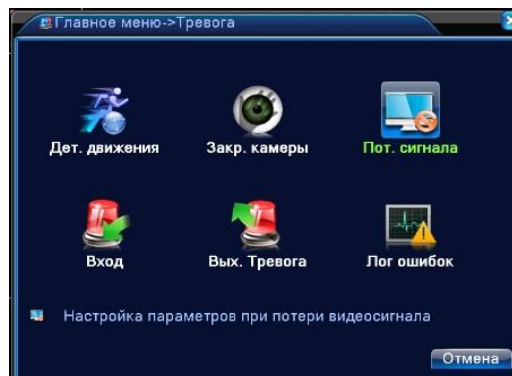 Главное меню->Тревога
Дет. движения Закр. камеры Пот. сигнала
Вход Вых. Тревога Лог ошибок
Настройка параметров при потери видеосигнала
Отмена